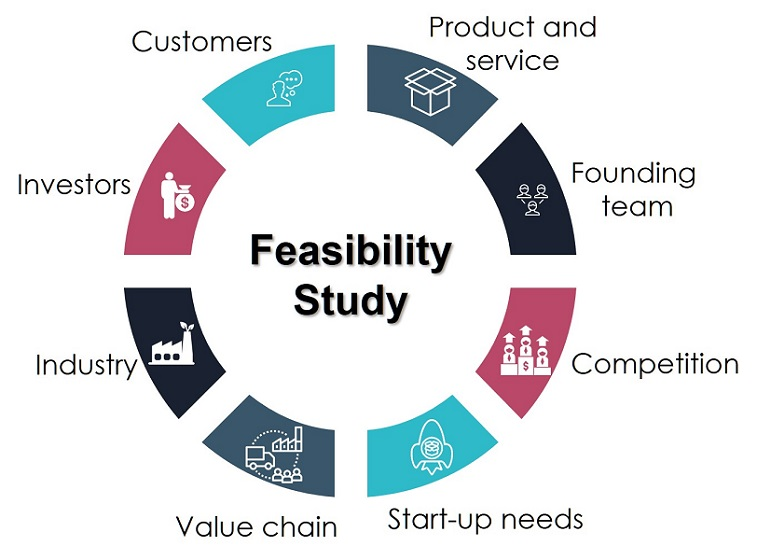 Customers
Product and
service
Investors
Founding
team
Feasibility
Study
Industry
Competition
Value chain
Start-up needs
$
$